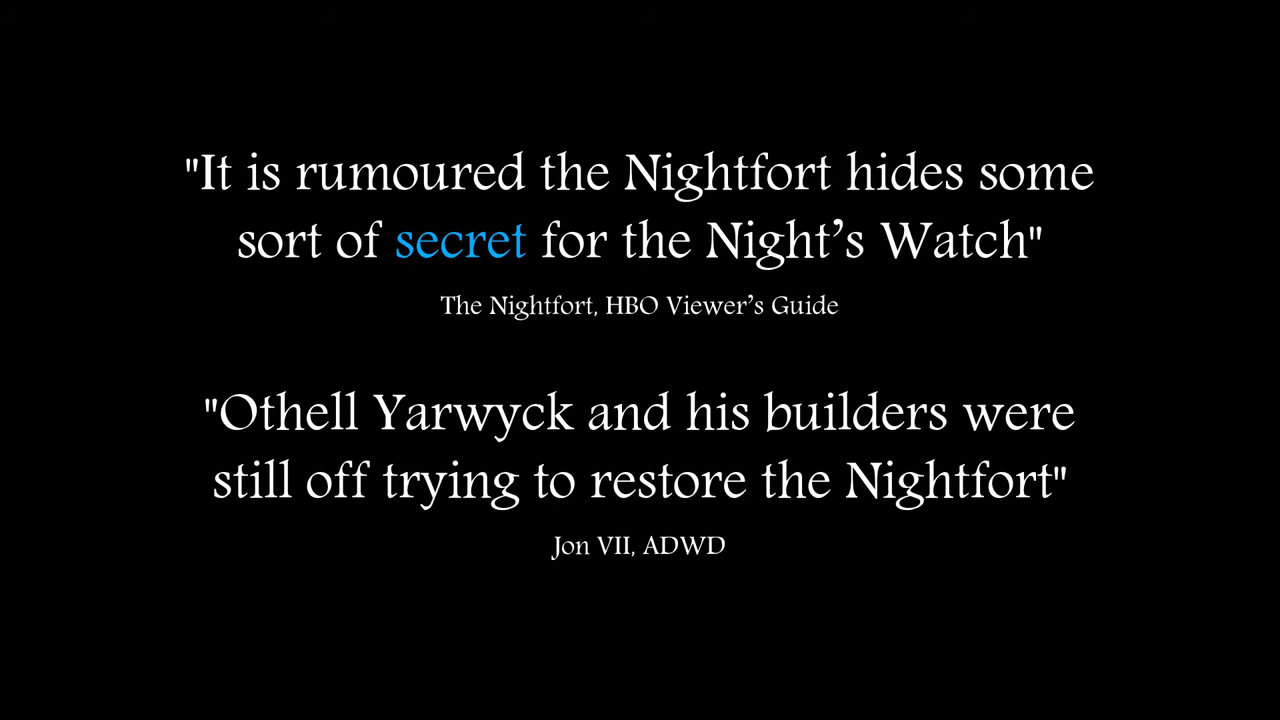 "It is rumoured the Nightfort hides some
sort of secret for the Night’s Watch"
The Nightfort, HBO Viewer’s Guide
"Othell Yarwyck and his builders were
still off trying to restore the Nightfort"
Jon VII, ADWD